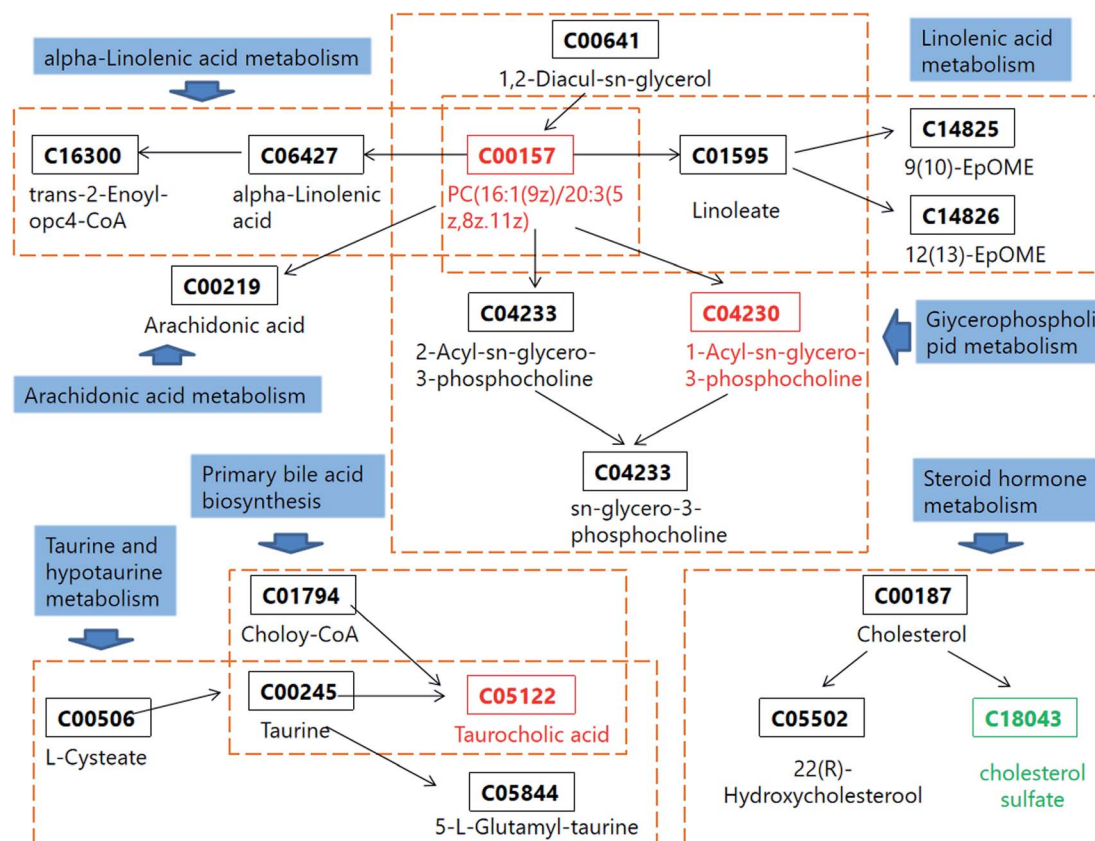 C00641
1,2-Diacul-sn-glycerol
alpha-Linolenic acid metabolism
Linolenic acid
metabolism
C16300
trans-2-Enoyl-
opc4-CoA
C06427
alpha-Linolenic
acid
C00157
PC(16:1(9z)/20:3(5
z,8z.11z)
C01595
Linoleate
C14825
9(10)-EpOME
C14826
12(13)-EpOME
C00219
Arachidonic acid
Arachidonic acid metabolism
C04233
2-Acyl-sn-glycero-
3-phosphocholine
C04230
1-Acyl-sn-glycero-
3-phosphocholine
Giycerophospholi
pid metabolism
C04233
sn-glycero-3-
phosphocholine
Primary bile acid
biosynthesis
Taurine and
hypotaurine
metabolism
Steroid hormone
metabolism
C01794
Choloy-CoA
C00506
L-Cysteate
C00245
Taurine
C05122
Taurocholic acid
C05844
5-L-Glutamyl-taurine
C00187
Cholesterol
C05502
22(R)-
Hydroxycholesterool
C18043
cholesterol
sulfate